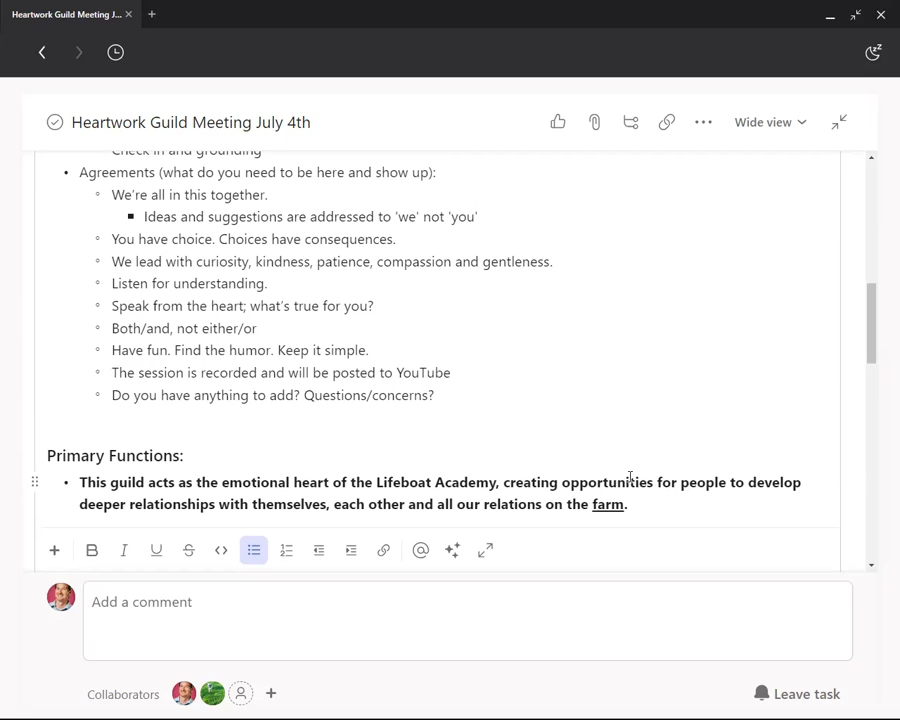 Heartwork Guild Meeting J...
Heartwork Guild Meeting July 4th
Wide view
Check in and grounding
Agreements (what do you need to be here and show up):
We're all in this together.
Ideas and suggestions are addressed to 'we' not 'you'
You have choice. Choices have consequences.
We lead with curiosity, kindness, patience, compassion and gentleness.
Listen for understanding.
Speak from the heart; what's true for you?
Both/and, not either/or
Have fun. Find the humor. Keep it simple.
The session is recorded and will be posted to YouTube
Do you have anything to add? Questions/concerns?
Primary Functions:
This guild acts as the emotional heart of the Lifeboat Academy, creating opportunities for people to develop
deeper relationships with themselves, each other and all our relations on the farm.
Add a comment
Collaborators
Leave task